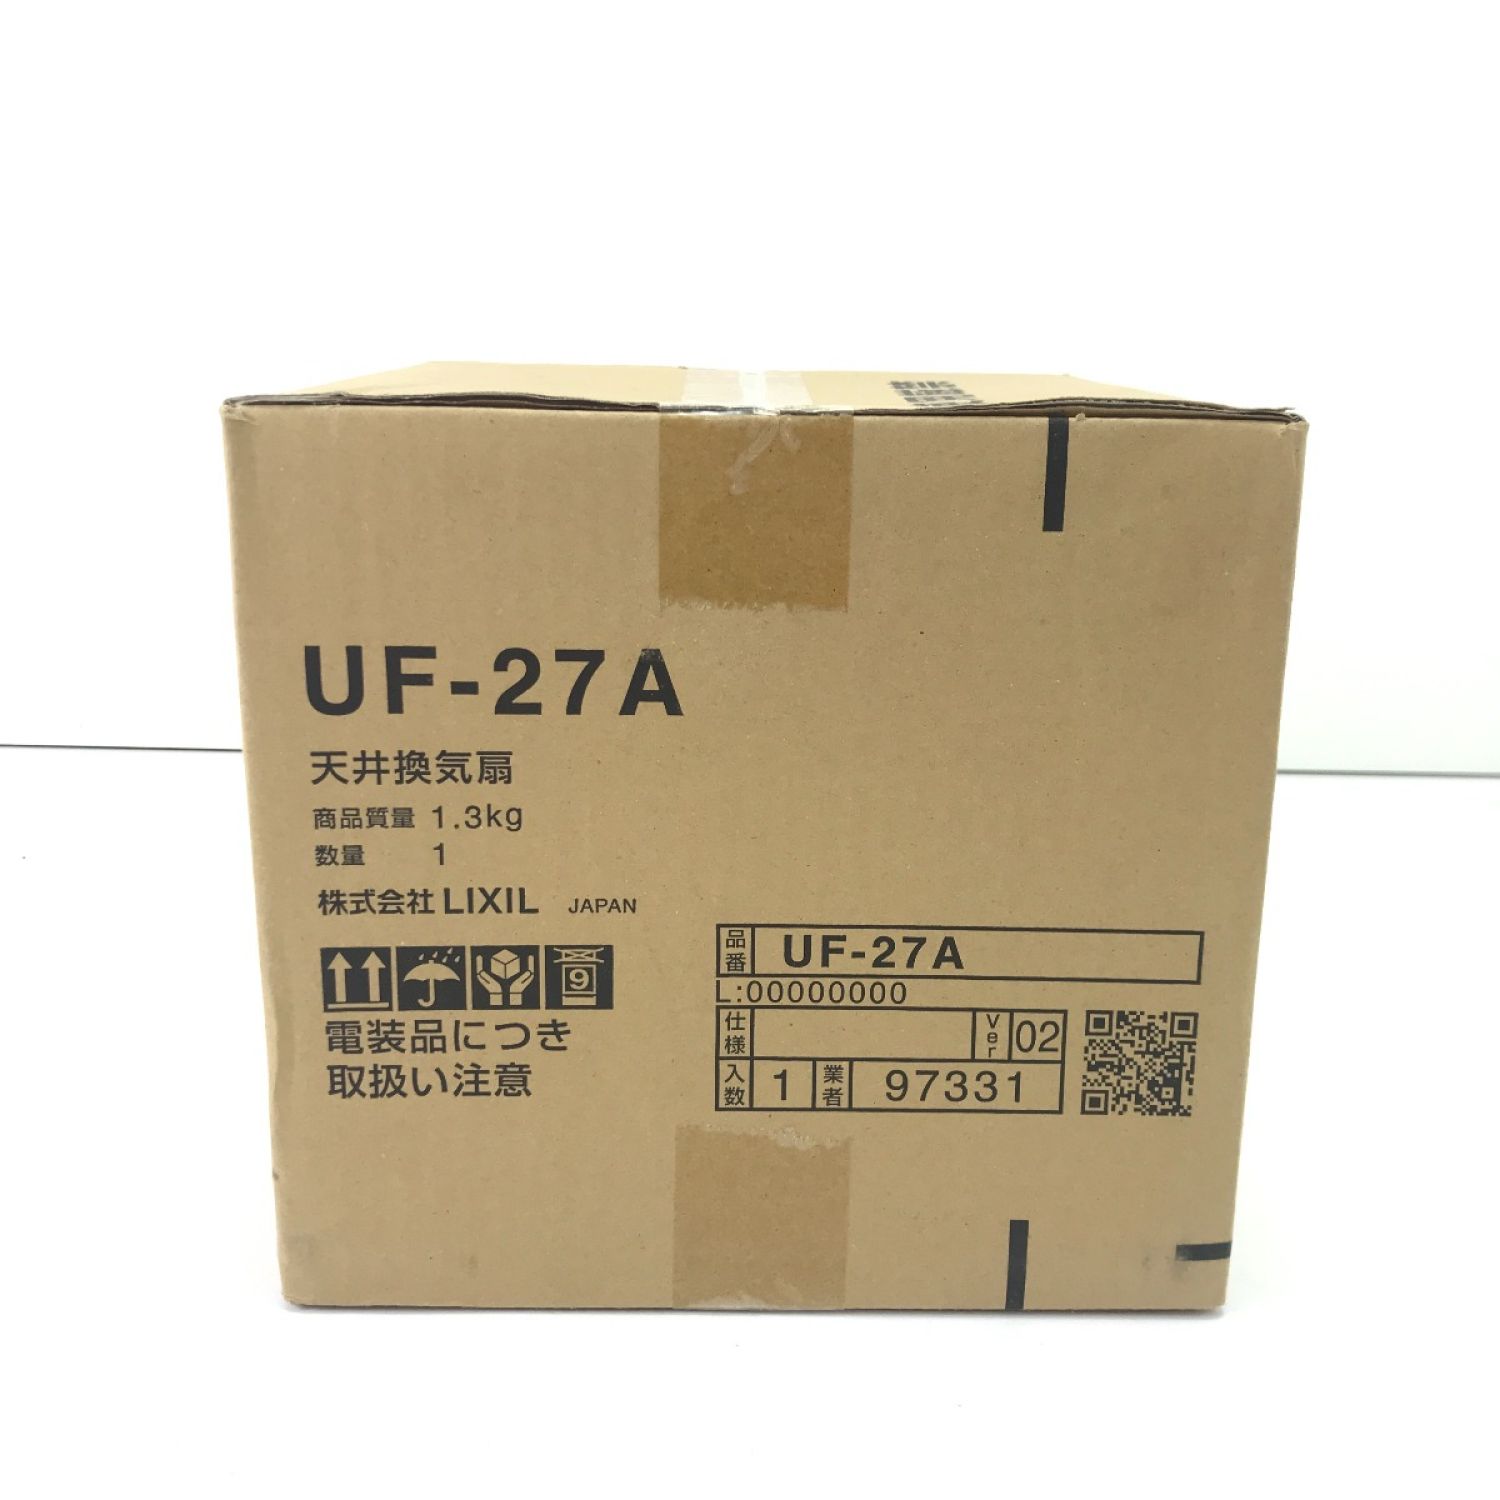 UF-27A
天井換気扇
商品質量 1.3kg
数量 1
株式会社 LIXIL JAPAN
9
電装品につき
取扱い注意
品番 UF-27A
L:00000000
仕様 Ver 02
入数 1 業者 97331